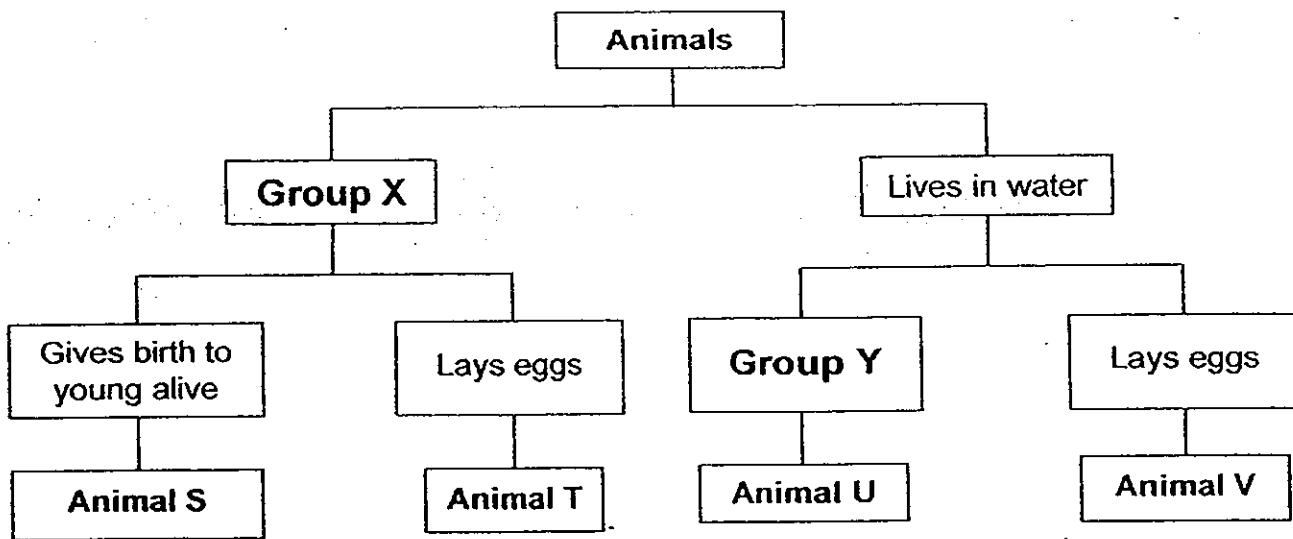 Animals
Group X
Lives in water
Gives birth to
young alive
Lays eggs
Group Y
Lays eggs
Animal S
Animal T
Animal U
Animal V